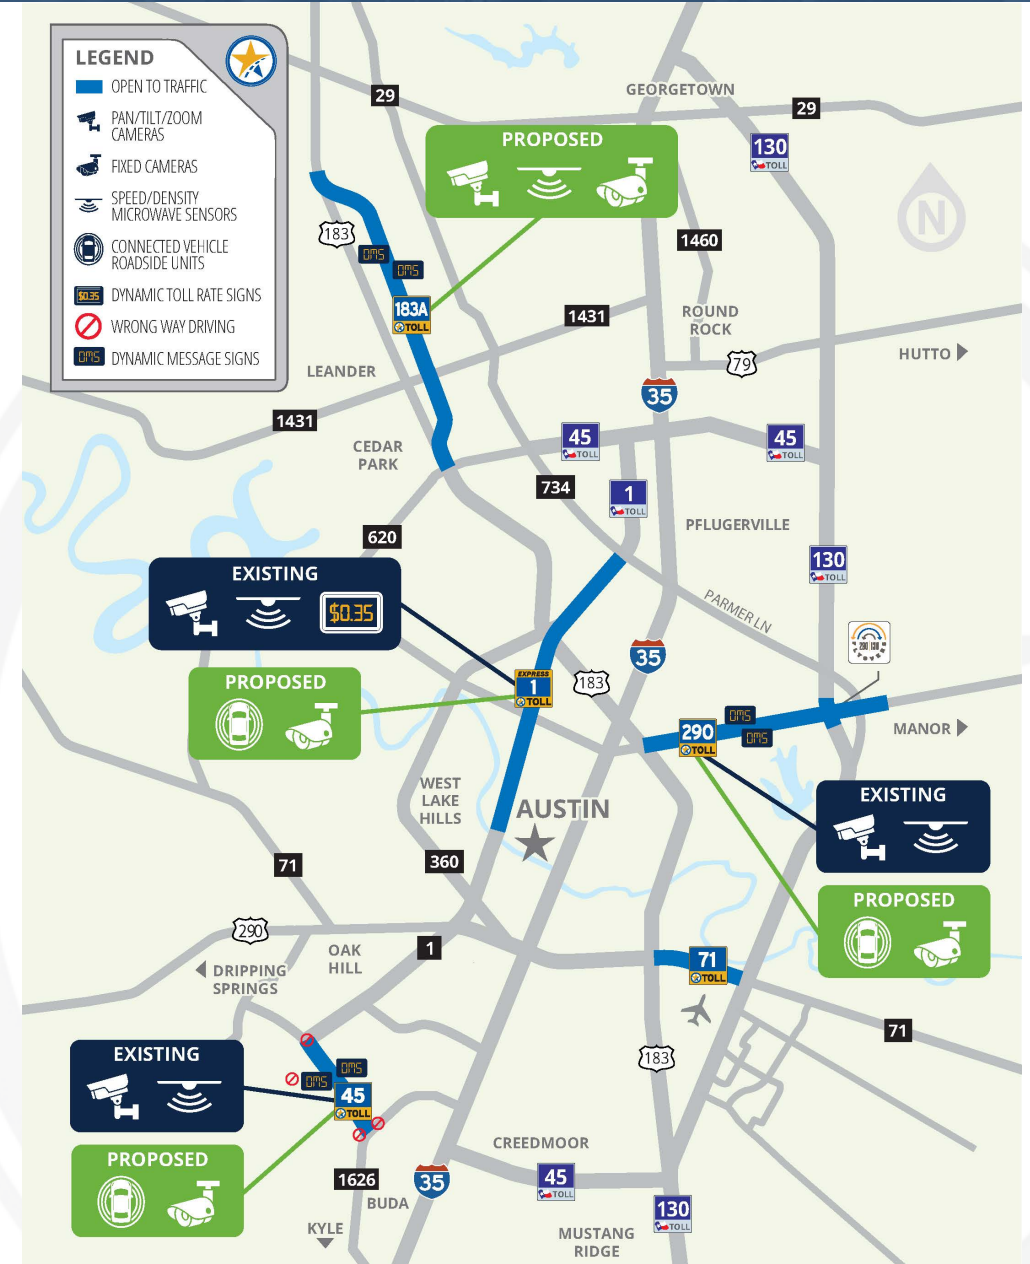 LEGEND
OPEN TO TRAFFIC
PAN/TILT/ZOOM
CAMERAS
FIXED CAMERAS
SPEED/DENSITY
MICROWAVE SENSORS
CONNECTED VEHICLE
ROADSIDE UNITS
$0.35
DYNAMIC TOLL RATE SIGNS
WRONG WAY DRIVING
DMS
DYNAMIC MESSAGE SIGNS
29
GEORGETOWN
29
PROPOSED
130
TOLL
N
183
DMS
DMS
1460
183A
TOLL
1431
ROUND
ROCK
79
HUTTO
LEANDER
35
1431
CEDAR
PARK
45
TOLL
45
TOLL
734
1
TOLL
PFLUGERVILLE
620
130
TOLL
EXISTING
$0.35
PARMER LN
35
290 130
PROPOSED
EXPRESS
1
TOLL
183
DMS
290
TOLL
DMS
MANOR
WEST
LAKE
HILLS
AUSTIN
EXISTING
71
360
PROPOSED
290
OAK
HILL
1
71
TOLL
DRIPPING
SPRINGS
71
183
EXISTING
DMS
DMS
45
TOLL
PROPOSED
CREEDMOOR
1626
35
45
TOLL
BUDA
130
TOLL
KYLE
MUSTANG
RIDGE